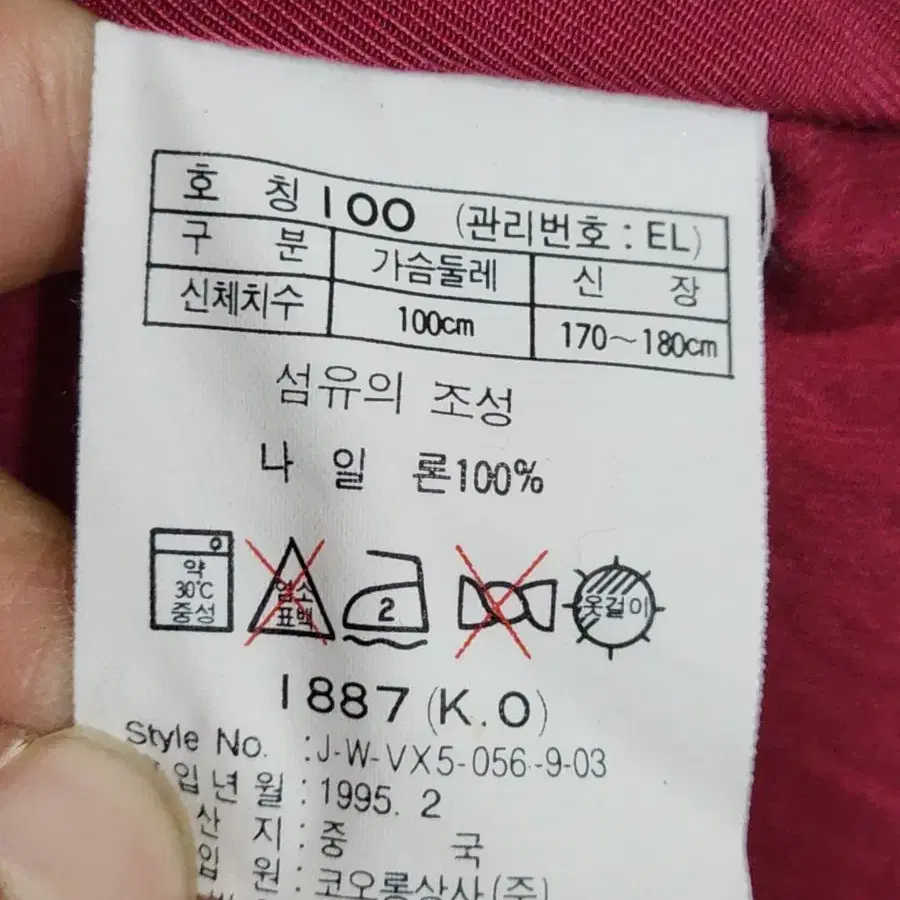 호 칭 100 (관리번호 : EL)
구 분 가슴둘레 신 장
신체치수 100cm 170~180cm
섬유의 조성
나 일 론100%
약 30℃ 중성
염소 표백
2
옷걸이
1887 (K.O)
Style No. : J-W-VX5-056-9-03
입년월 : 1995. 2
산 지 : 중 국
입 원 : 코오롱상사(주)